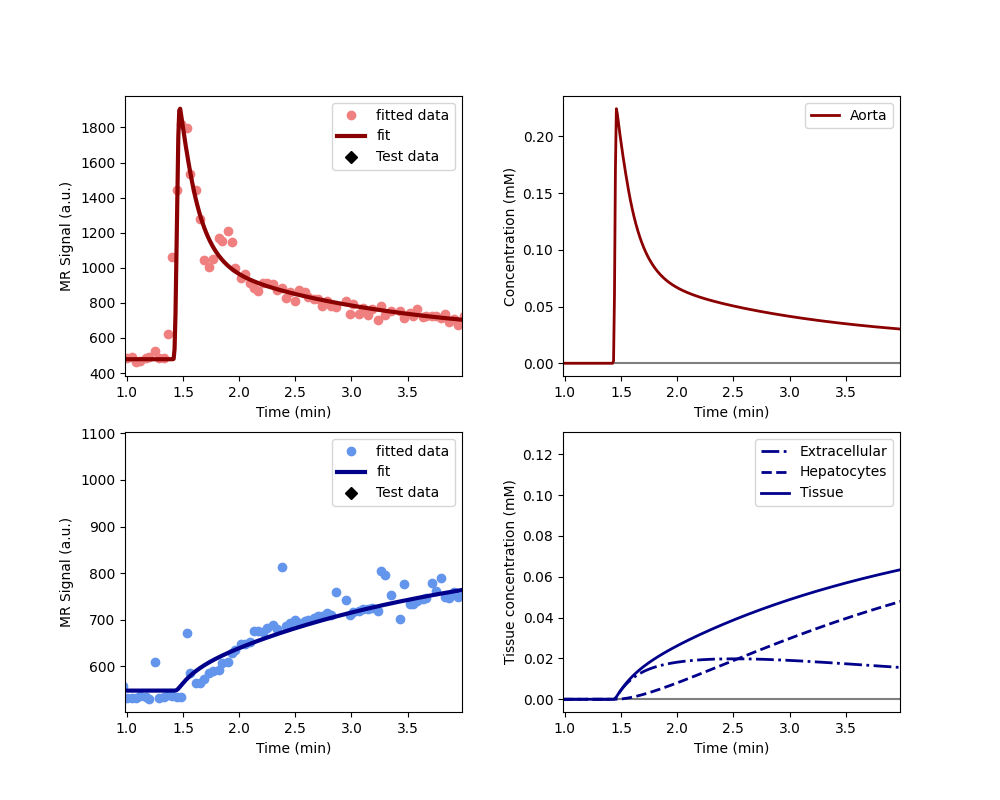 1800
1600
1400
1200
1000
800
600
400
MR Signal (a.u.)
1.0 1.5 2.0 2.5 3.0 3.5
Time (min)
fitted data
fit
Test data
0.20
0.15
0.10
0.05
0.00
Concentration (mM)
1.0 1.5 2.0 2.5 3.0 3.5
Time (min)
Aorta
1100
1000
900
800
700
600
MR Signal (a.u.)
1.0 1.5 2.0 2.5 3.0 3.5
Time (min)
fitted data
fit
Test data
0.12
0.10
0.08
0.06
0.04
0.02
0.00
Tissue concentration (mM)
1.0 1.5 2.0 2.5 3.0 3.5
Time (min)
Extracellular
Hepatocytes
Tissue